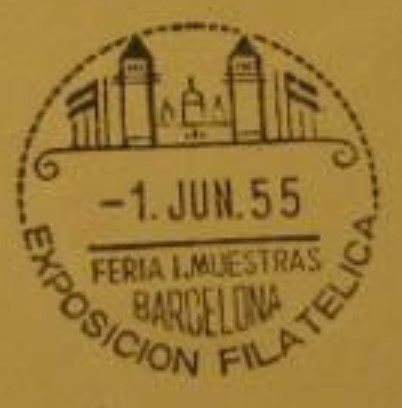 -1. JUN. 55
FERIA I. MUESTRAS
BARCELONA
EXPOSICION FILATELICA